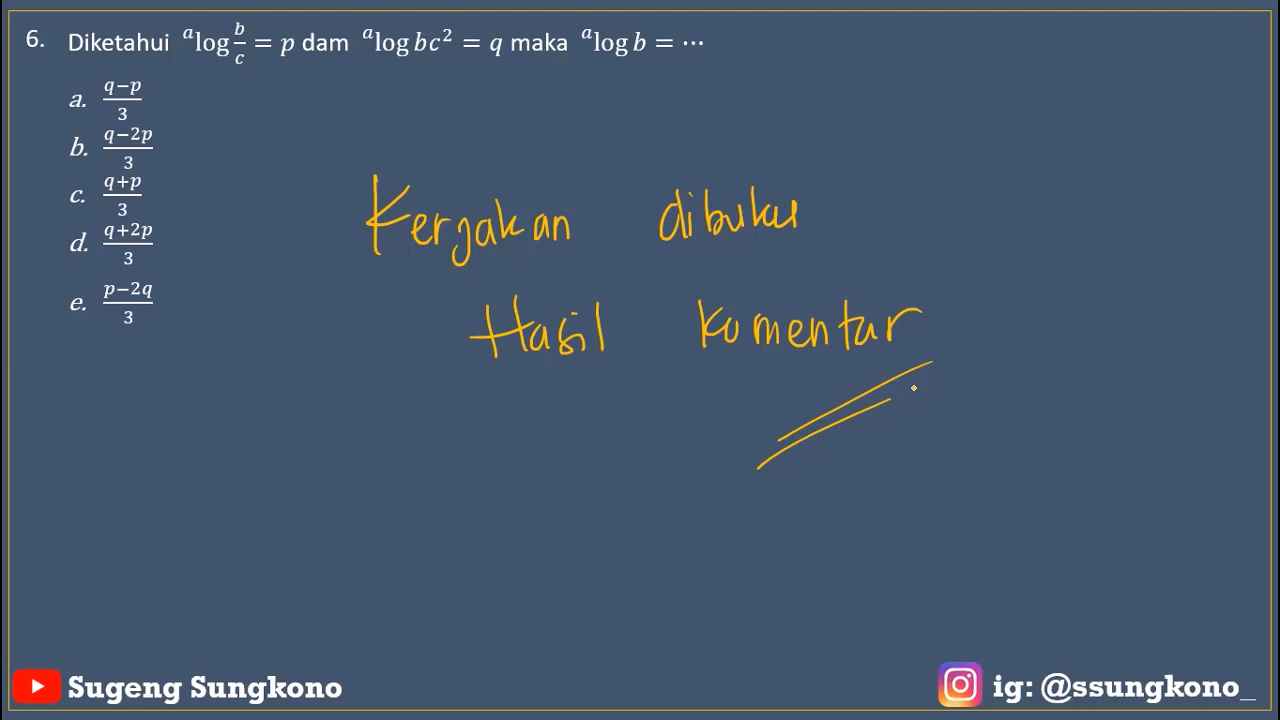 6. Diketahui ᵃlog b/c = p dam ᵃlog bc² = q maka ᵃlog b = ⋯
a. q−p/3
b. q−2p/3
c. q+p/3
d. q+2p/3
e. p−2q/3
Kerjakan dibuku
Hasil komentar
Sugeng Sungkono
ig: @ssungkono_